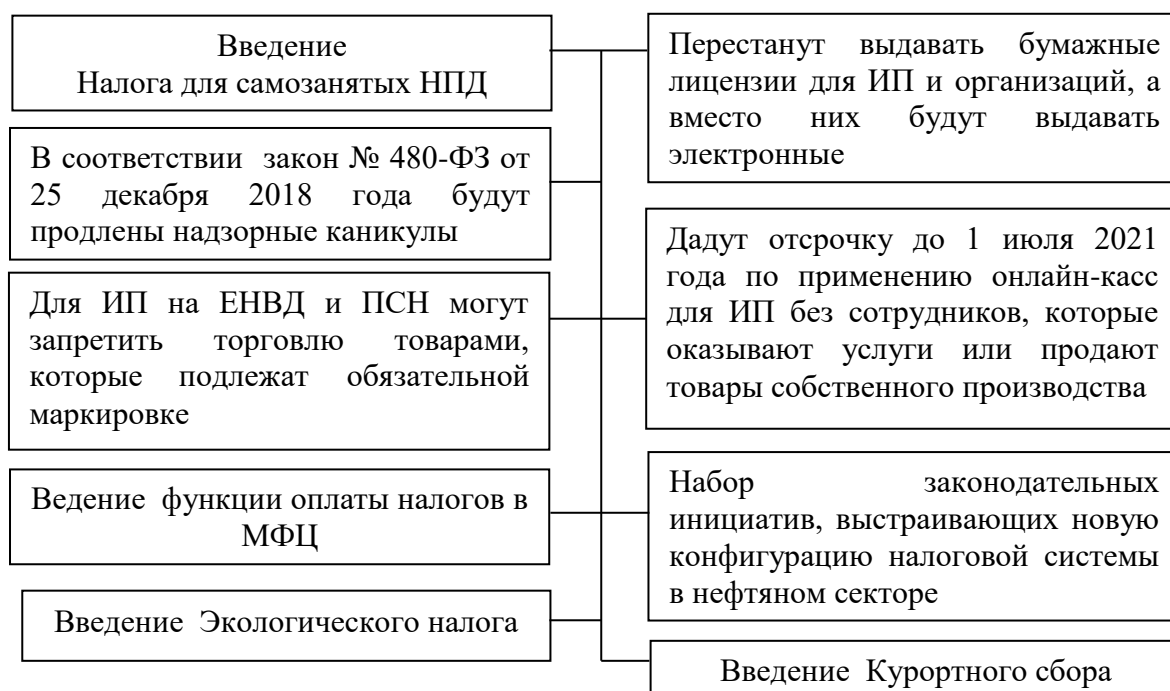 Введение
Налога для самозанятых НПД
В соответствии закон № 480-ФЗ от
25 декабря 2018 года будут
продлены надзорные каникулы
Для ИП на ЕНВД и ПСН могут
запретить торговлю товарами,
которые подлежат обязательной
маркировке
Ведение функции оплаты налогов в
МФЦ
Введение Экологического налога
Перестанут выдавать бумажные
лицензии для ИП и организаций, а
вместо них будут выдавать
электронные
Дадут отсрочку до 1 июля 2021
года по применению онлайн-касс
для ИП без сотрудников, которые
оказывают услуги или продают
товары собственного производства
Набор законодательных
инициатив, выстраивающих новую
конфигурацию налоговой системы
в нефтяном секторе
Введение Курортного сбора